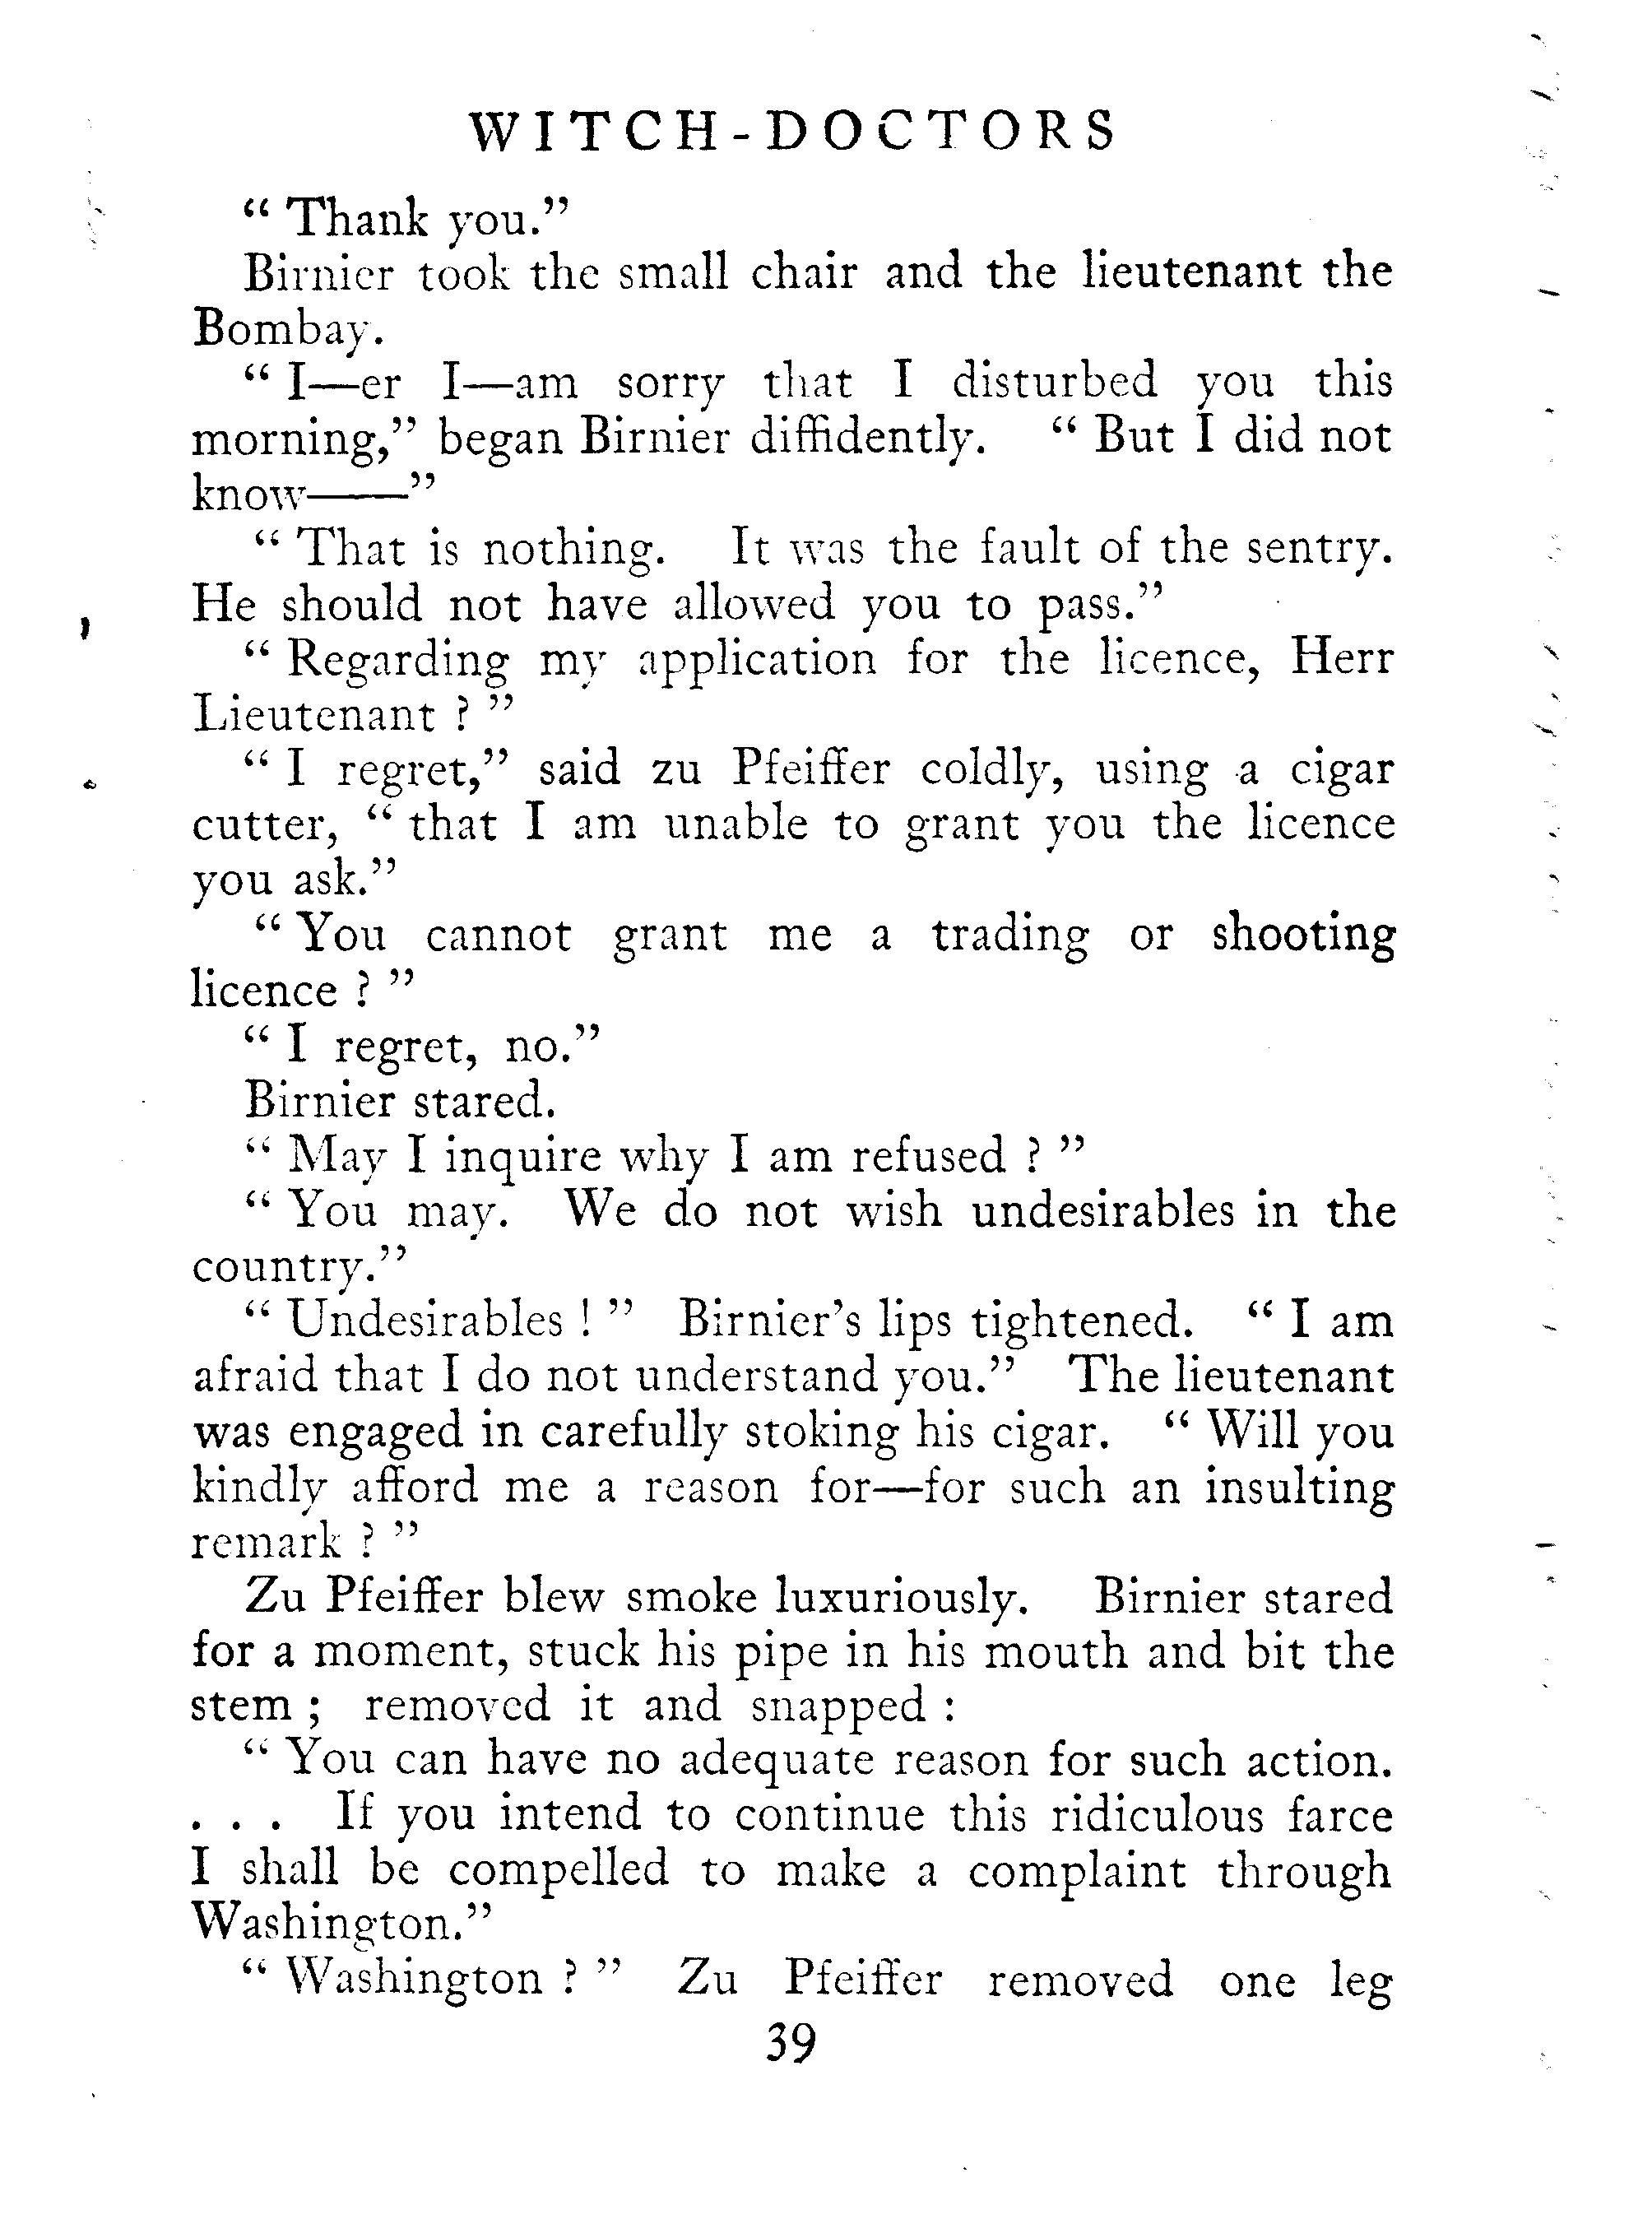 WITCH-DOCTORS
“ Thank you.”
Birnier took the small chair and the lieutenant the
Bombay.
“ I—er I—am sorry that I disturbed you this
morning,” began Birnier diffidently. “ But I did not
know——”
“ That is nothing. It was the fault of the sentry.
He should not have allowed you to pass.”
“ Regarding my application for the licence, Herr
Lieutenant ? ”
“ I regret,” said zu Pfeiffer coldly, using a cigar
cutter, “ that I am unable to grant you the licence
you ask.”
“ You cannot grant me a trading or shooting
licence ? ”
“ I regret, no.”
Birnier stared.
“ May I inquire why I am refused ? ”
“ You may. We do not wish undesirables in the
country.”
“ Undesirables ! ” Birnier’s lips tightened. “ I am
afraid that I do not understand you.” The lieutenant
was engaged in carefully stoking his cigar. “ Will you
kindly afford me a reason for—for such an insulting
remark ? ”
Zu Pfeiffer blew smoke luxuriously. Birnier stared
for a moment, stuck his pipe in his mouth and bit the
stem ; removed it and snapped :
“ You can have no adequate reason for such action.
. . . If you intend to continue this ridiculous farce
I shall be compelled to make a complaint through
Washington.”
“ Washington ? ” Zu Pfeiffer removed one leg
39